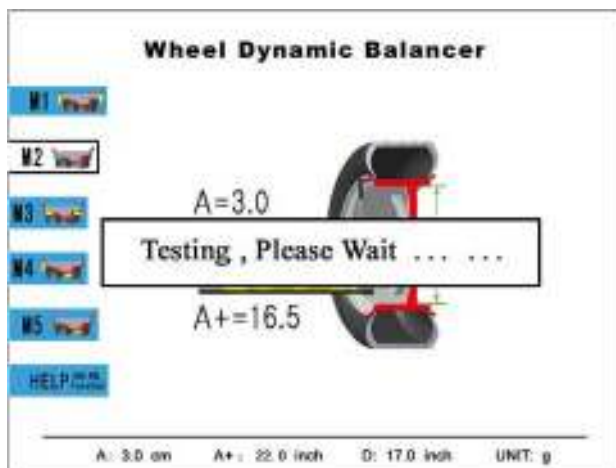 Wheel Dynamic Balancer
M1
M2
A=3.0
M3
Testing , Please Wait ... ...
M4
A+=16.5
M5
HELP
A: 3.0 cm A+: 22.0 inch D: 17.0 inch UNIT: g